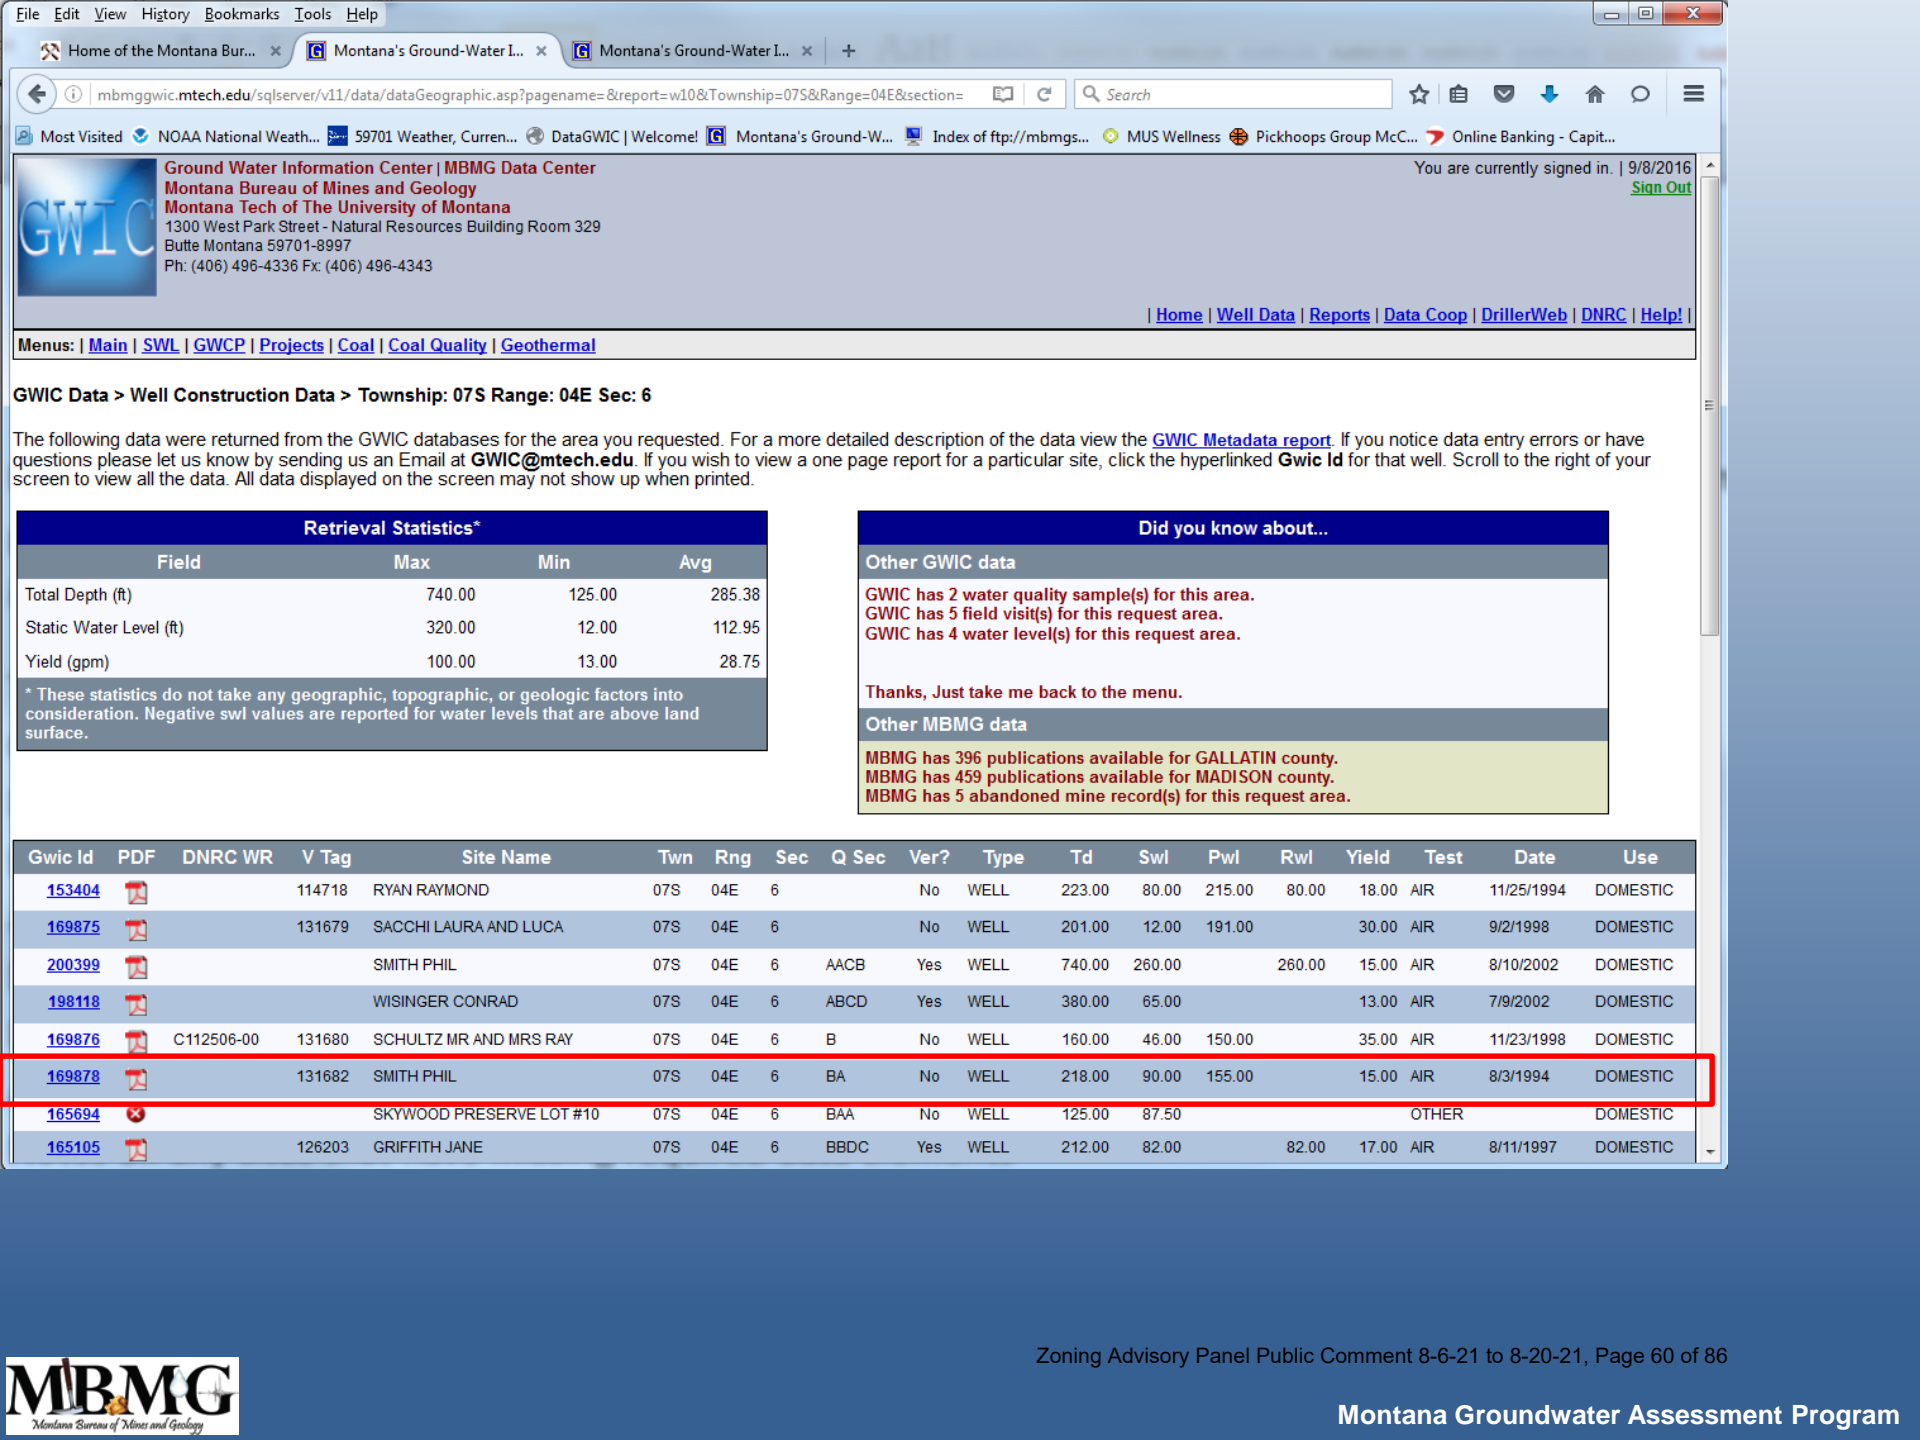 File Edit View History Bookmarks Tools Help
Home of the Montana Bur... × Montana's Ground-Water I... × Montana's Ground-Water I... × +
mbmggwic.mtech.edu/sqlserver/v11/data/dataGeographic.asp?pagename=&report=w10&Township=07S&Range=04E&section= Search
Most Visited NOAA National Weath... 59701 Weather, Curren... DataGWIC | Welcome! Montana's Ground-W... Index of ftp://mbmgs... MUS Wellness Pickhoops Group McC... Online Banking - Capit...
GWIC
Ground Water Information Center | MBMG Data Center
Montana Bureau of Mines and Geology
Montana Tech of The University of Montana
1300 West Park Street - Natural Resources Building Room 329
Butte Montana 59701-8997
Ph: (406) 496-4336 Fx: (406) 496-4343
You are currently signed in. | 9/8/2016
Sign Out
| Home | Well Data | Reports | Data Coop | DrillerWeb | DNRC | Help! |
Menus: | Main | SWL | GWCP | Projects | Coal | Coal Quality | Geothermal
GWIC Data > Well Construction Data > Township: 07S Range: 04E Sec: 6
The following data were returned from the GWIC databases for the area you requested. For a more detailed description of the data view the GWIC Metadata report. If you notice data entry errors or have
questions please let us know by sending us an Email at GWIC@mtech.edu. If you wish to view a one page report for a particular site, click the hyperlinked Gwic Id for that well. Scroll to the right of your
screen to view all the data. All data displayed on the screen may not show up when printed.
Retrieval Statistics*
Field Max Min Avg
Total Depth (ft) 740.00 125.00 285.38
Static Water Level (ft) 320.00 12.00 112.95
Yield (gpm) 100.00 13.00 28.75
* These statistics do not take any geographic, topographic, or geologic factors into
consideration. Negative swl values are reported for water levels that are above land
surface.
Did you know about...
Other GWIC data
GWIC has 2 water quality sample(s) for this area.
GWIC has 5 field visit(s) for this request area.
GWIC has 4 water level(s) for this request area.
Thanks, Just take me back to the menu.
Other MBMG data
MBMG has 396 publications available for GALLATIN county.
MBMG has 459 publications available for MADISON county.
MBMG has 5 abandoned mine record(s) for this request area.
Gwic Id PDF DNRC WR V Tag Site Name Twn Rng Sec Q Sec Ver? Type Td Swl Pwl Rwl Yield Test Date Use
153404 114718 RYAN RAYMOND 07S 04E 6 No WELL 223.00 80.00 215.00 80.00 18.00 AIR 11/25/1994 DOMESTIC
169875 131679 SACCHI LAURA AND LUCA 07S 04E 6 No WELL 201.00 12.00 191.00 30.00 AIR 9/2/1998 DOMESTIC
200399 SMITH PHIL 07S 04E 6 AACB Yes WELL 740.00 260.00 260.00 15.00 AIR 8/10/2002 DOMESTIC
198118 WISINGER CONRAD 07S 04E 6 ABCD Yes WELL 380.00 65.00 13.00 AIR 7/9/2002 DOMESTIC
169876 C112506-00 131680 SCHULTZ MR AND MRS RAY 07S 04E 6 B No WELL 160.00 46.00 150.00 35.00 AIR 11/23/1998 DOMESTIC
169878 131682 SMITH PHIL 07S 04E 6 BA No WELL 218.00 90.00 155.00 15.00 AIR 8/3/1994 DOMESTIC
165694 SKYWOOD PRESERVE LOT #10 07S 04E 6 BAA No WELL 125.00 87.50 OTHER DOMESTIC
165105 126203 GRIFFITH JANE 07S 04E 6 BBDC Yes WELL 212.00 82.00 82.00 17.00 AIR 8/11/1997 DOMESTIC
Zoning Advisory Panel Public Comment 8-6-21 to 8-20-21, Page 60 of 86
MBMG
Montana Bureau of Mines and Geology
Montana Groundwater Assessment Program